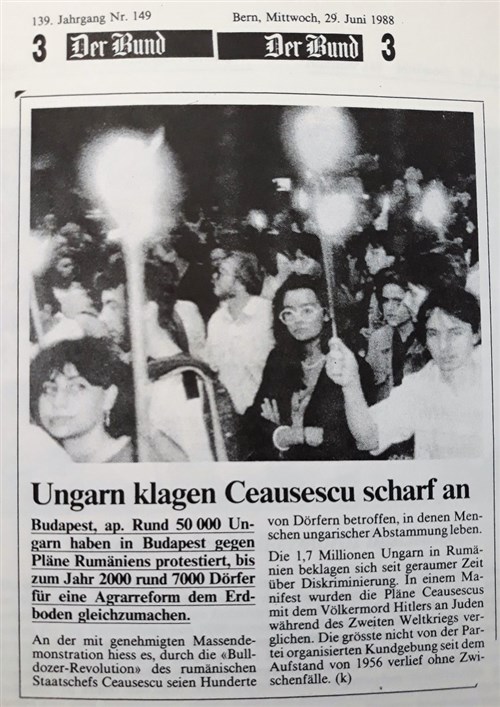 139. Jahrgang Nr. 149
Bern, Mittwoch, 29. Juni 1988
3 Der Bund
Der Bund 3
Ungarn klagen Ceausescu scharf an
Budapest, ap. Rund 50 000 Un-
garn haben in Budapest gegen
Pläne Rumäniens protestiert, bis
zum Jahr 2000 rund 7000 Dörfer
für eine Agrarreform dem Erd-
boden gleichzumachen.
An der mit genehmigten Massende-
monstration hiess es, durch die «Bull-
dozer-Revolution» des rumänischen
Staatschefs Ceausescu seien Hunderte
von Dörfern betroffen, in denen Men-
schen ungarischer Abstammung leben.
Die 1,7 Millionen Ungarn in Rumä-
nien beklagen sich seit geraumer Zeit
über Diskriminierung. In einem Ma-
nifest wurden die Pläne Ceausescus
mit dem Völkermord Hitlers an Juden
während des Zweiten Weltkriegs ver-
glichen. Die grösste nicht von der Par-
tei organisierten Kundgebung seit dem
Aufstand von 1956 verlief ohne Zwi-
schenfälle. (k)